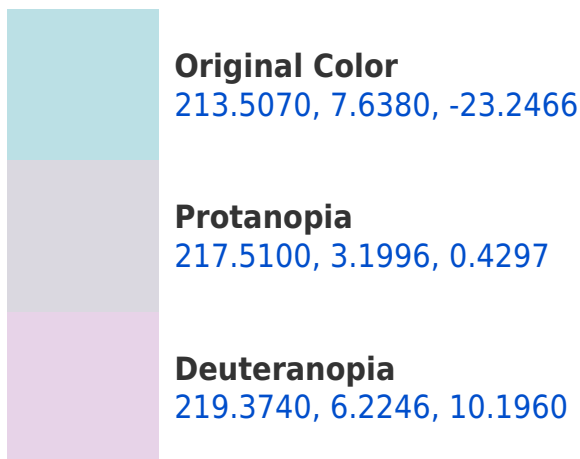 Original Color
213.5070, 7.6380, -23.2466
Protanopia
217.5100, 3.1996, 0.4297
Deuteranopia
219.3740, 6.2246, 10.1960